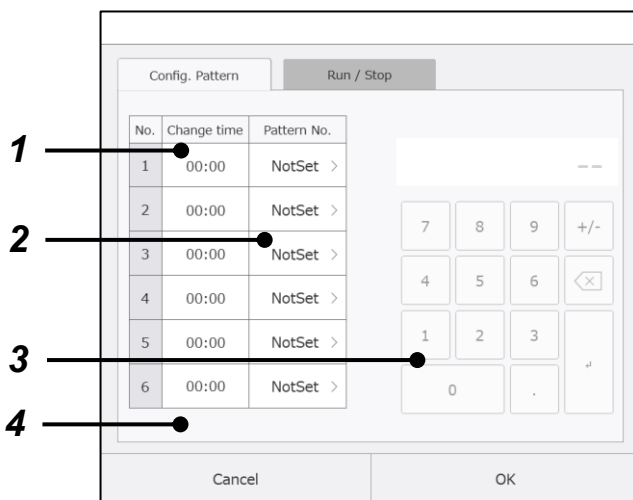 Config. Pattern Run / Stop
No. Change time Pattern No.
1 1 00:00 NotSet > --
2 00:00 NotSet >
7 8 9 +/-
2 3 00:00 NotSet >
4 5 6
4 00:00 NotSet >
5 00:00 NotSet > 1 2 3
3
6 00:00 NotSet > 0 .
4
Cancel OK